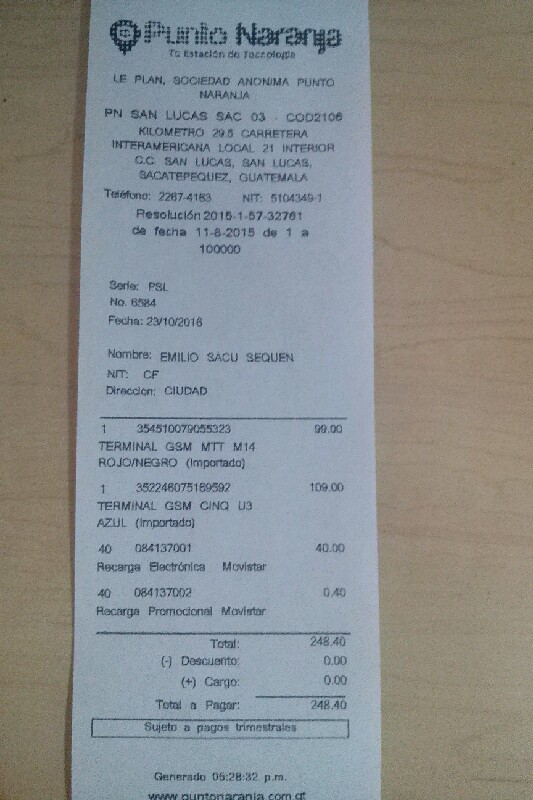 Punto Naranja
Tu Estación de Tecnología
LE PLAN, SOCIEDAD ANONIMA PUNTO
NARANJA
PN SAN LUCAS SAC 03 - COD2106
KILOMETRO 29.5 CARRETERA
INTERAMERICANA LOCAL 21 INTERIOR
C.C. SAN LUCAS, SAN LUCAS,
SACATEPEQUEZ, GUATEMALA
Teléfono: 2267-4163 NIT: 5104349-1
Resolución 2015-1-57-32761
de fecha 11-8-2015 de 1 a
100000
Serie: PSL
No. 6584
Fecha: 23/10/2016
Nombre: EMILIO SACU SEQUEN
NIT: CF
Direccion: CIUDAD
1 354510079055323 99.00
TERMINAL GSM MTT M14
ROJO/NEGRO (Importado)
1 352246075189592 109.00
TERMINAL GSM CINQ U3
AZUL (Importado)
40 084137001 40.00
Recarga Electrónica Movistar
40 084137002 0.40
Recarga Promocional Movistar
Total: 248.40
(-) Descuento: 0.00
(+) Cargo: 0.00
Total a Pagar: 248.40
Sujeto a pagos trimestrales
Generado 05:28:32 p.m.
www.puntonaranja.com.gt